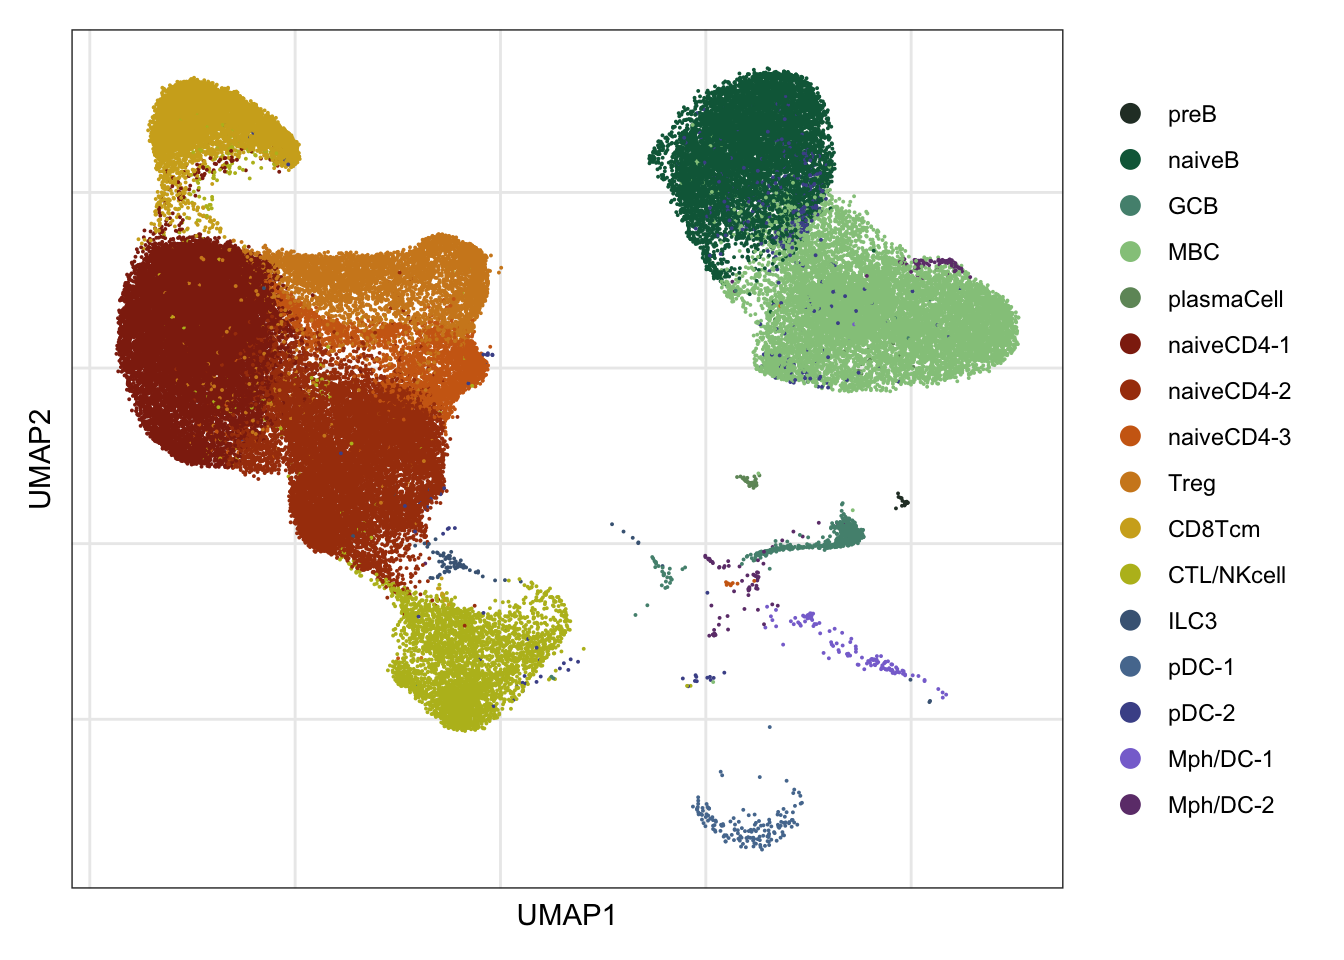 UMAP2
UMAP1
preB
naiveB
GCB
MBC
plasmaCell
naiveCD4-1
naiveCD4-2
naiveCD4-3
Treg
CD8Tcm
CTL/NKcell
ILC3
pDC-1
pDC-2
Mph/DC-1
Mph/DC-2